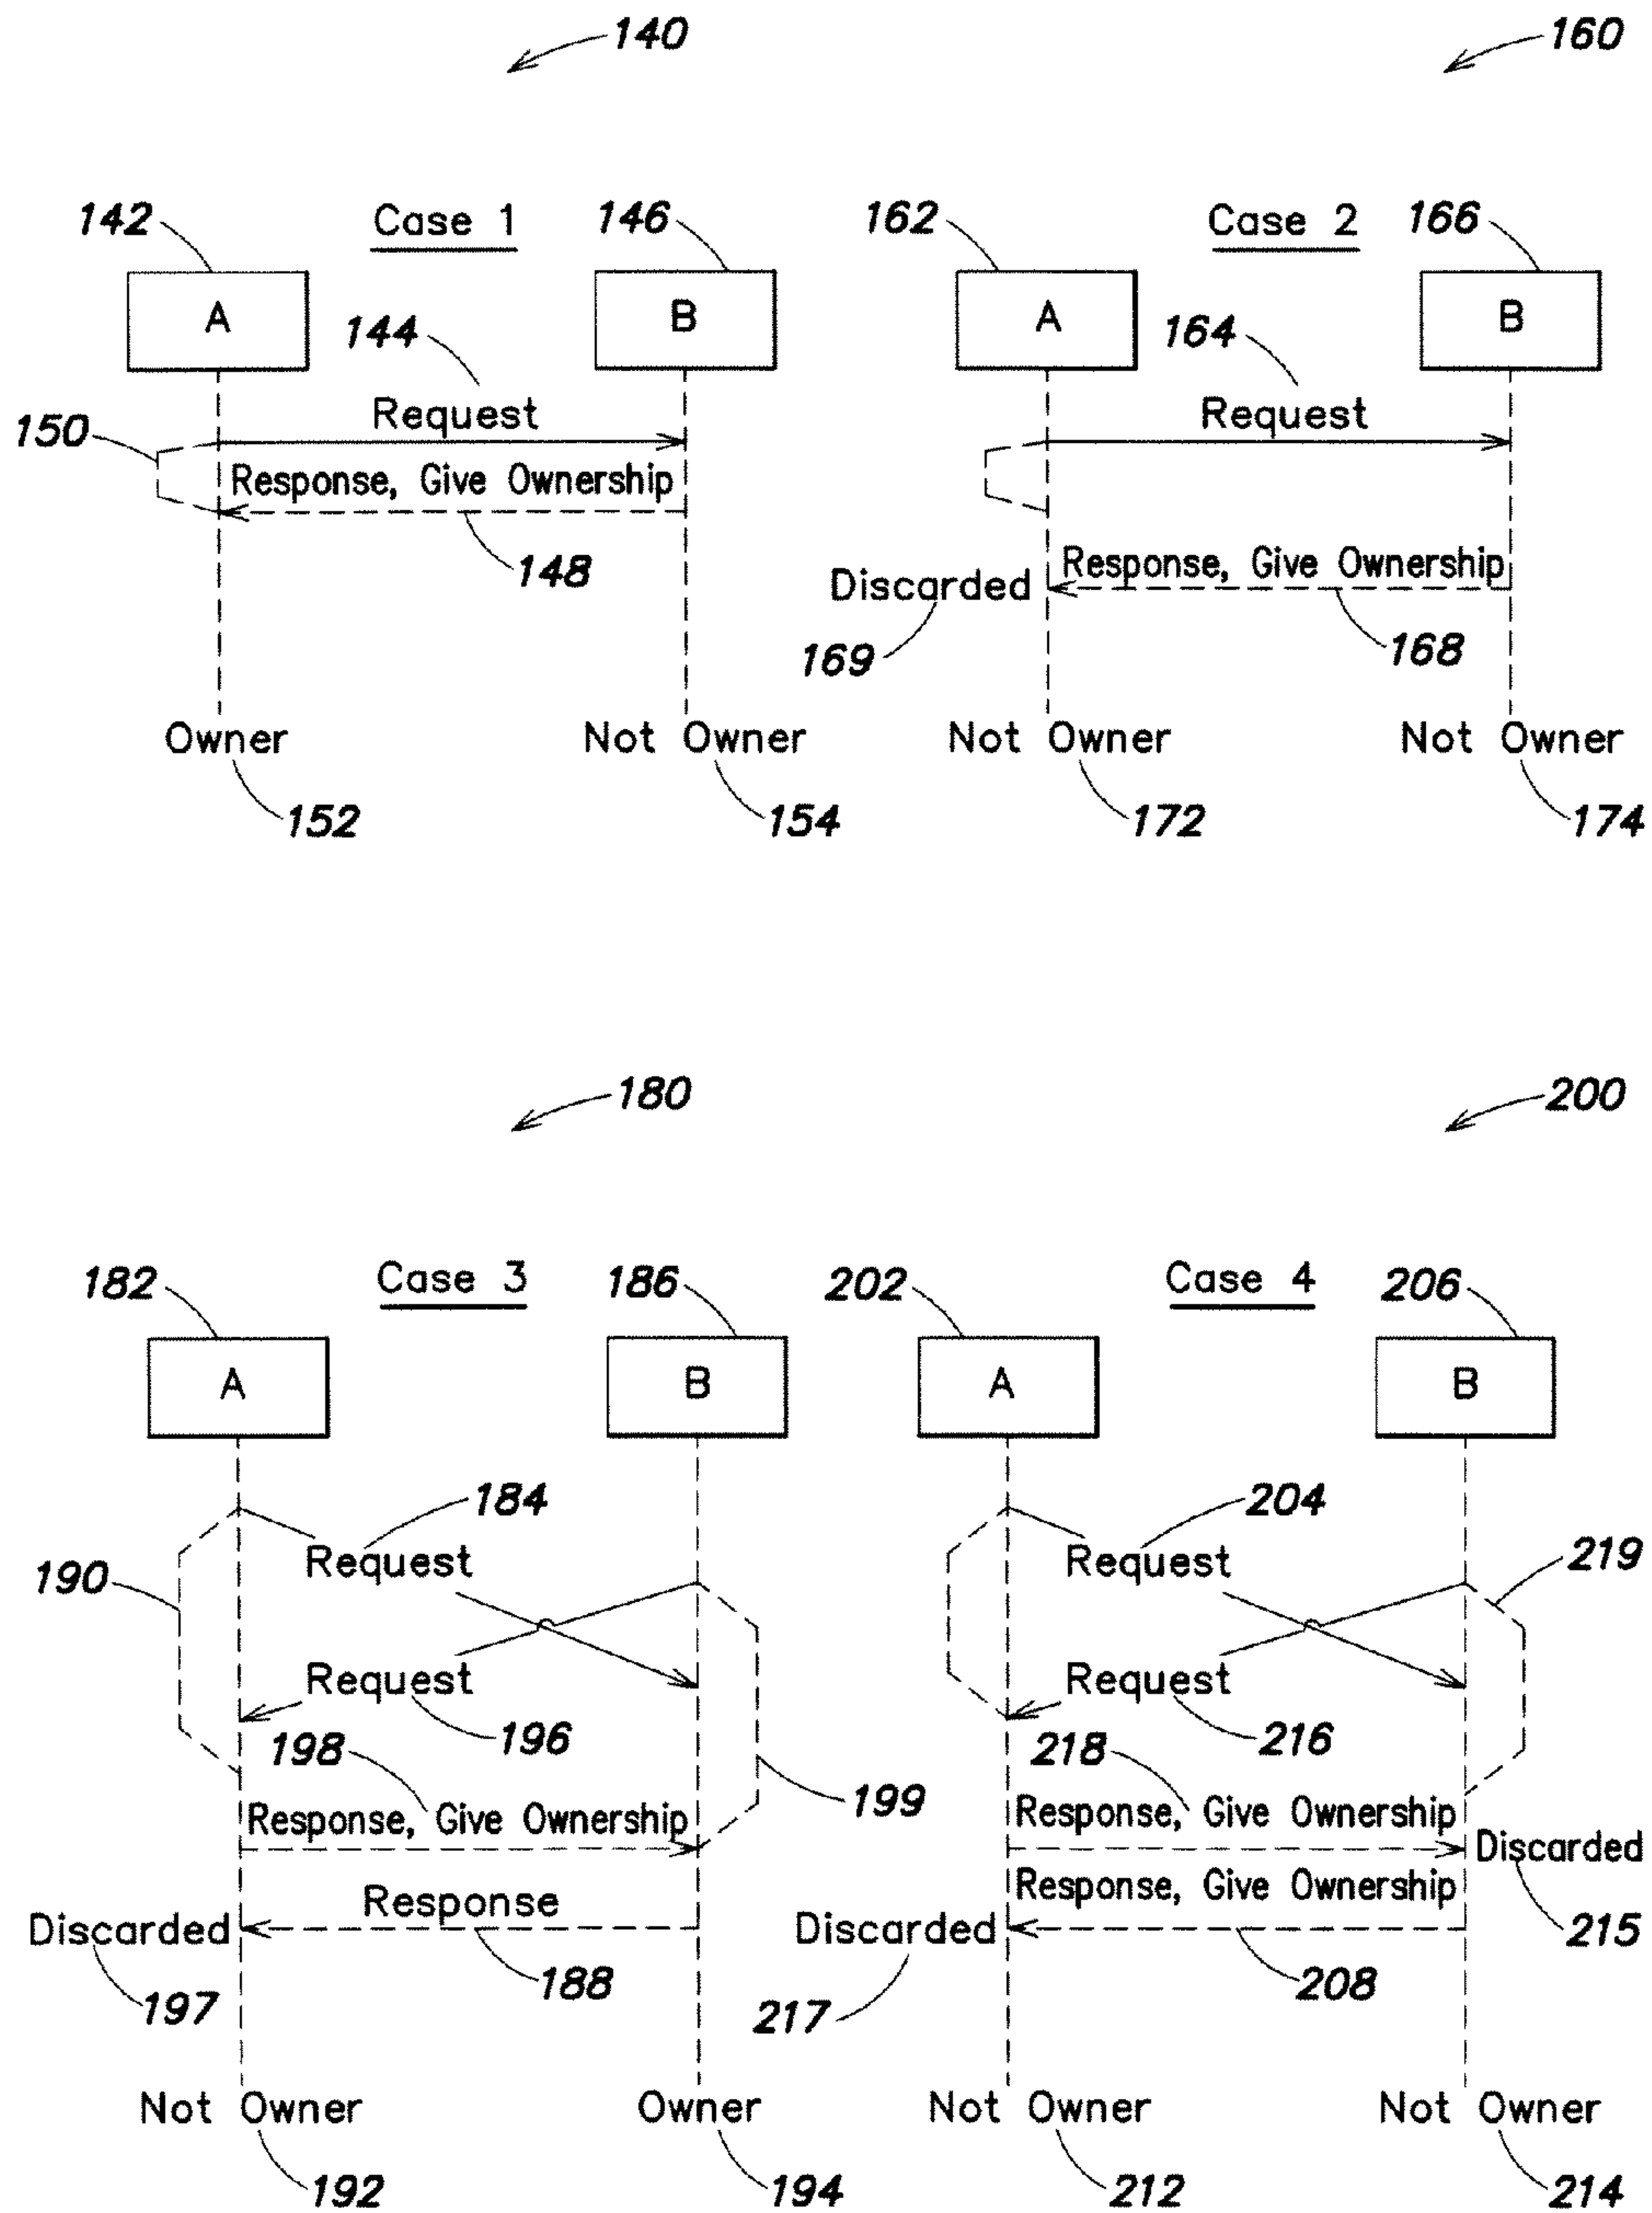 140 160
142 Case 1 146 162 Case 2 166
A B A B
144 164
150 Request Request
Response, Give Ownership
148 Discarded Response, Give Ownership
169 168
Owner Not Owner Not Owner Not Owner
152 154 172 174
180 200
182 Case 3 186 202 Case 4 206
A B A B
184 204
190 Request Request 219
Request Request
198 196 218 216
199
Response, Give Ownership Response, Give Ownership
Discarded
Response Response, Give Ownership
Discarded Discarded 215
197 188 217 208
Not Owner Owner Not Owner Not Owner
192 194 212 214